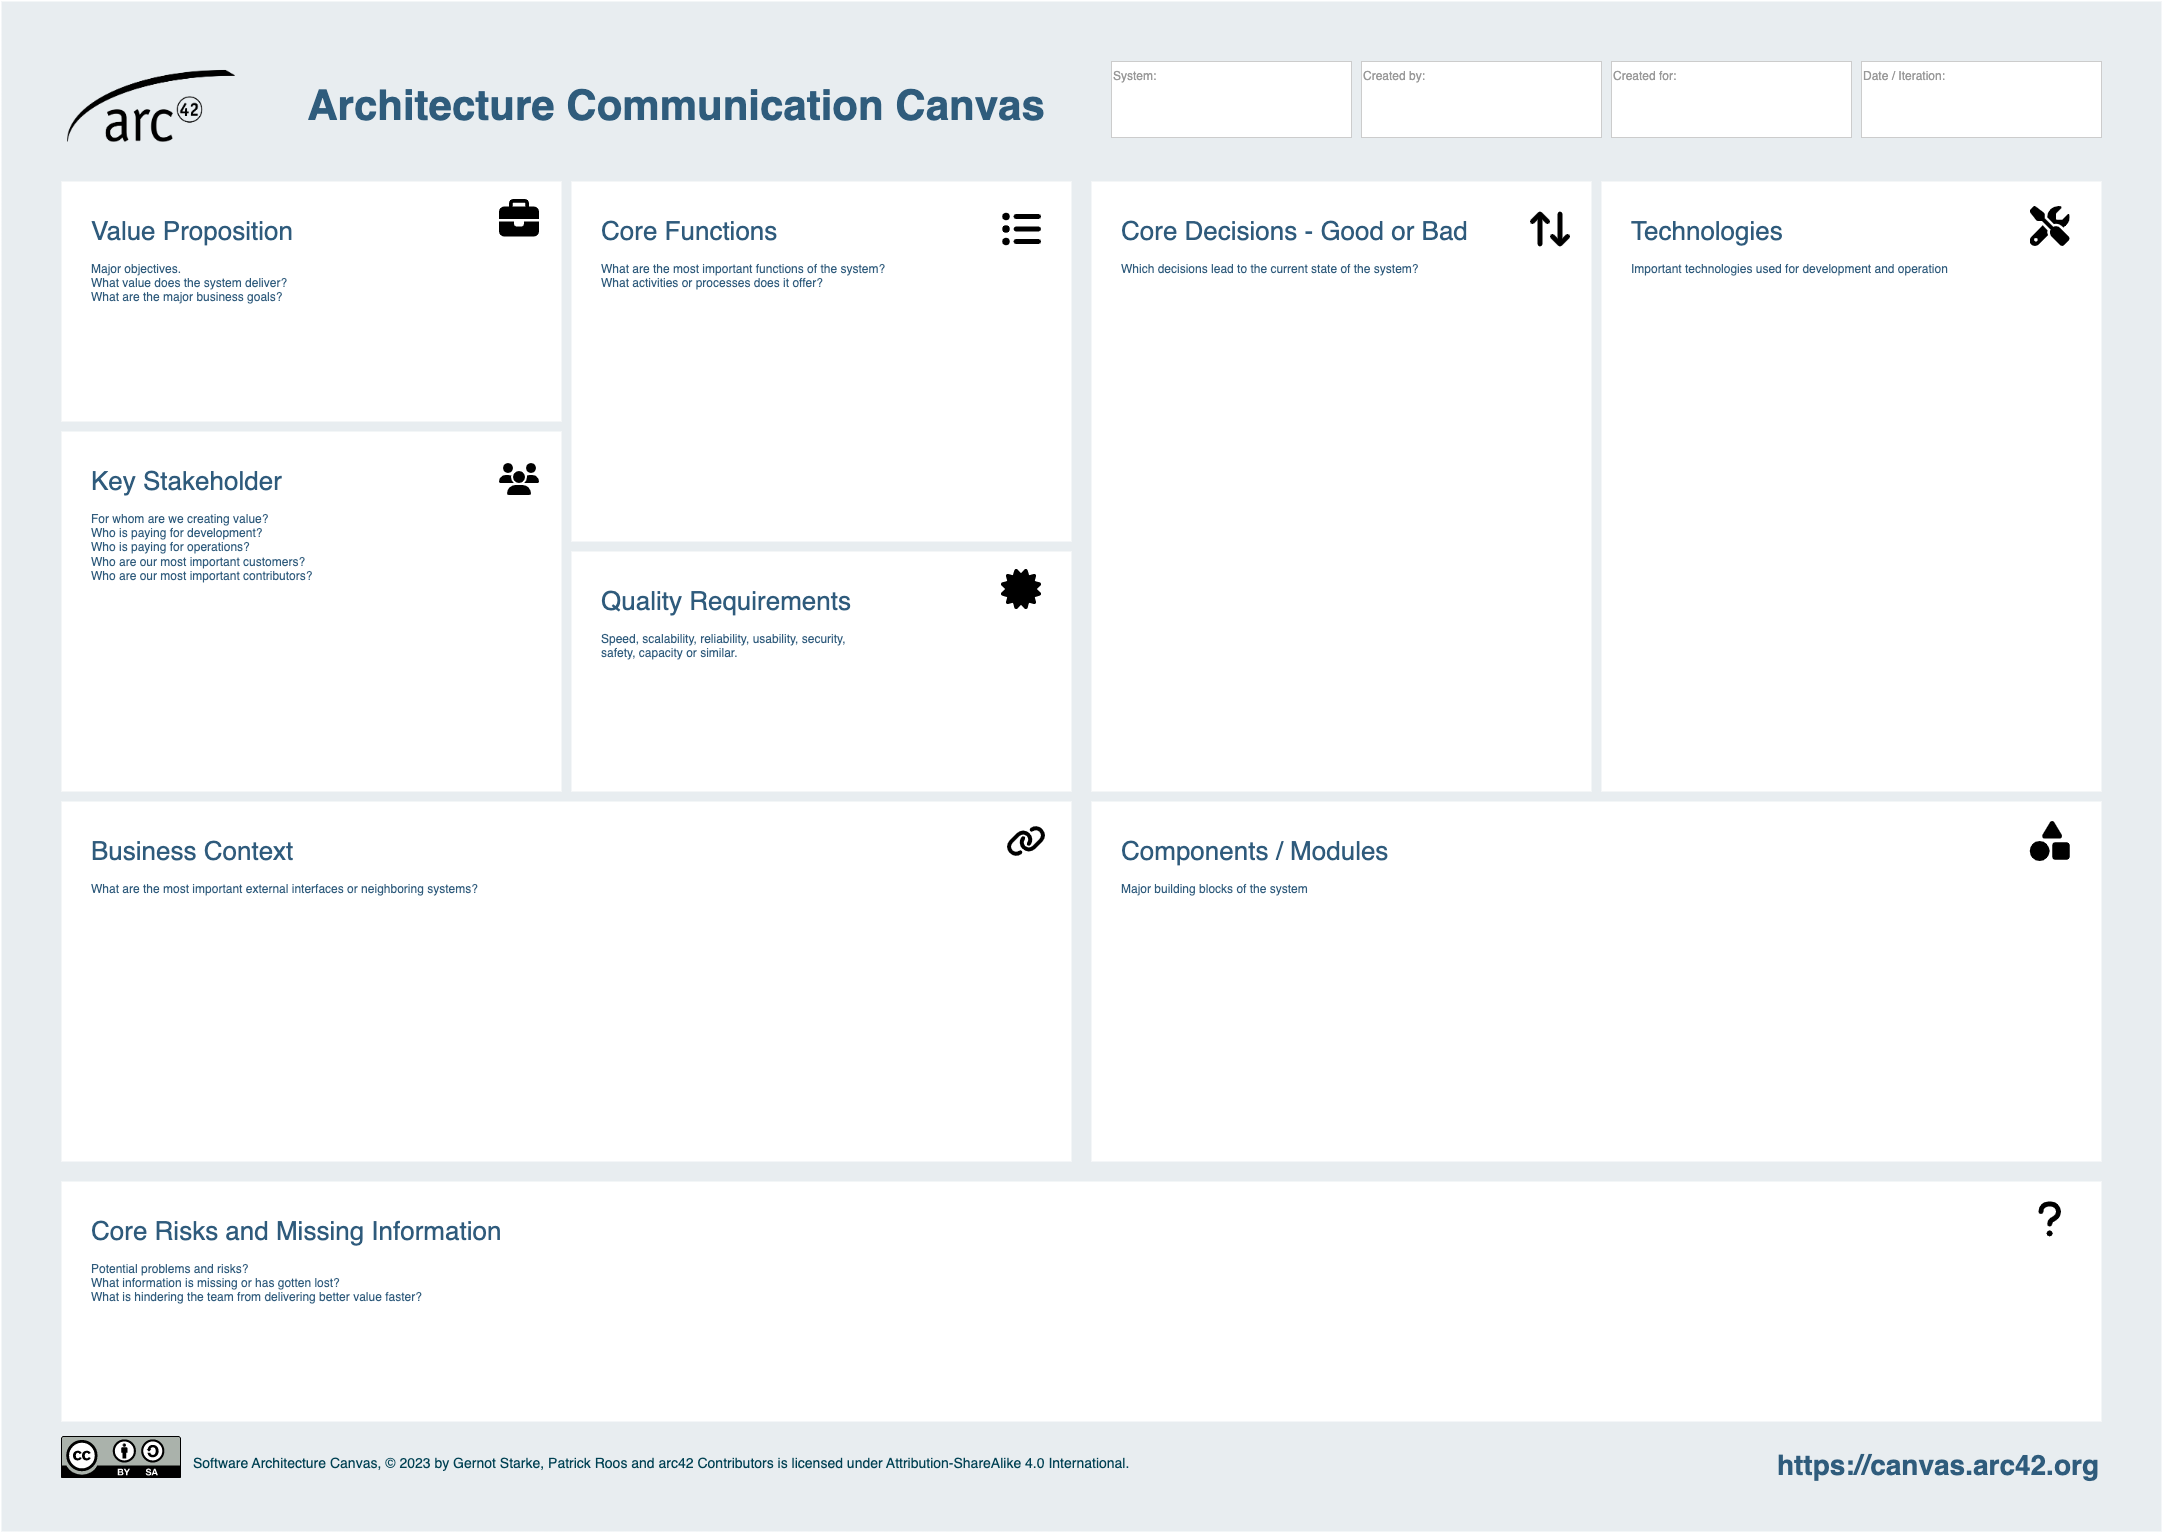 arc 42
Architecture Communication Canvas
System:
Created by:
Created for:
Date / Iteration:
Value Proposition
Major objectives.
What value does the system deliver?
What are the major business goals?
Core Functions
What are the most important functions of the system?
What activities or processes does it offer?
Core Decisions - Good or Bad
Which decisions lead to the current state of the system?
Technologies
Important technologies used for development and operation
Key Stakeholder
For whom are we creating value?
Who is paying for development?
Who is paying for operations?
Who are our most important customers?
Who are our most important contributors?
Quality Requirements
Speed, scalability, reliability, usability, security,
safety, capacity or similar.
Business Context
What are the most important external interfaces or neighboring systems?
Components / Modules
Major building blocks of the system
Core Risks and Missing Information
Potential problems and risks?
What information is missing or has gotten lost?
What is hindering the team from delivering better value faster?
cc
BY SA
Software Architecture Canvas, © 2023 by Gernot Starke, Patrick Roos and arc42 Contributors is licensed under Attribution-ShareAlike 4.0 International.
https://canvas.arc42.org